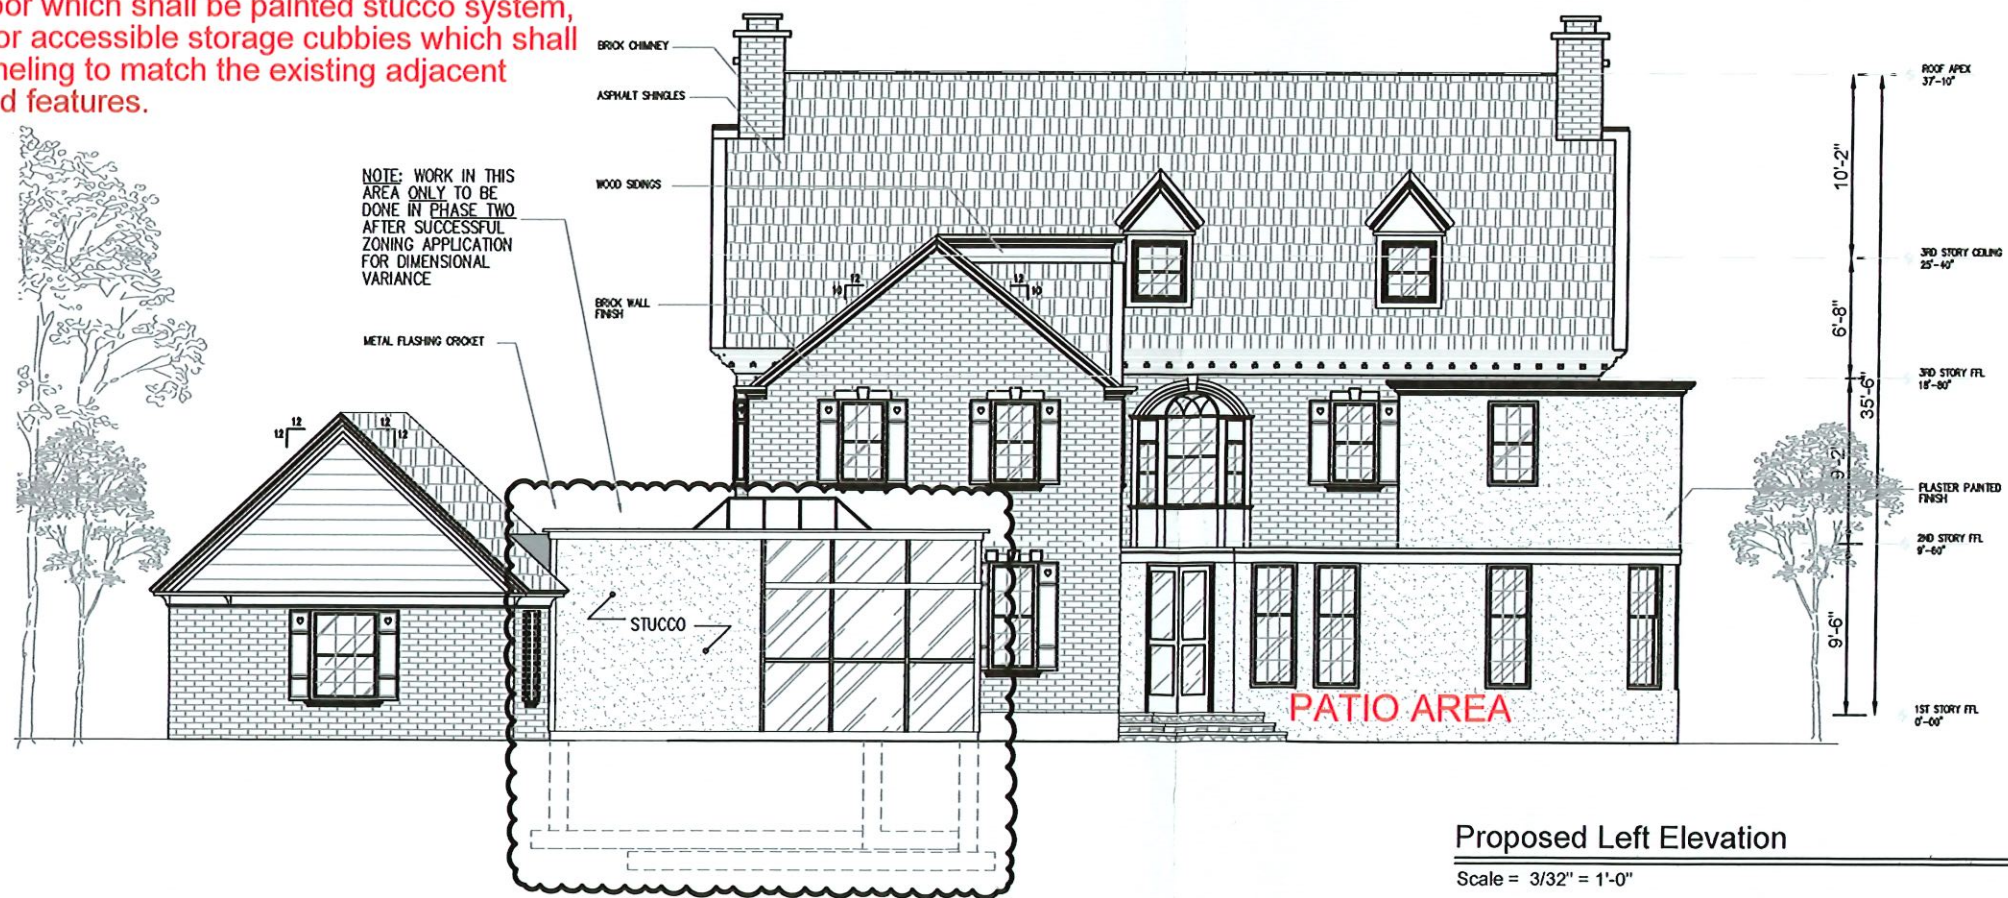 oor which shall be painted stucco system,
or accessible storage cubbies which shall
neling to match the existing adjacent
d features.
BRICK CHIMNEY
ASPHALT SHINGLES
WOOD SIDINGS
BRICK WALL
FINISH
NOTE: WORK IN THIS
AREA ONLY TO BE
DONE IN PHASE TWO
AFTER SUCCESSFUL
ZONING APPLICATION
FOR DIMENSIONAL
VARIANCE
METAL FLASHING CRICKET
12
10
12
10
12
12
12
12
STUCCO
PATIO AREA
ROOF APEX
37'-10"
10'-2"
3RD STORY CEILING
25'-40"
6'-8"
3RD STORY FFL
18'-80"
35'-6"
9'-2"
PLASTER PAINTED
FINISH
2ND STORY FFL
9'-60"
9'-6"
1ST STORY FFL
0'-00"
Proposed Left Elevation
Scale = 3/32" = 1'-0"